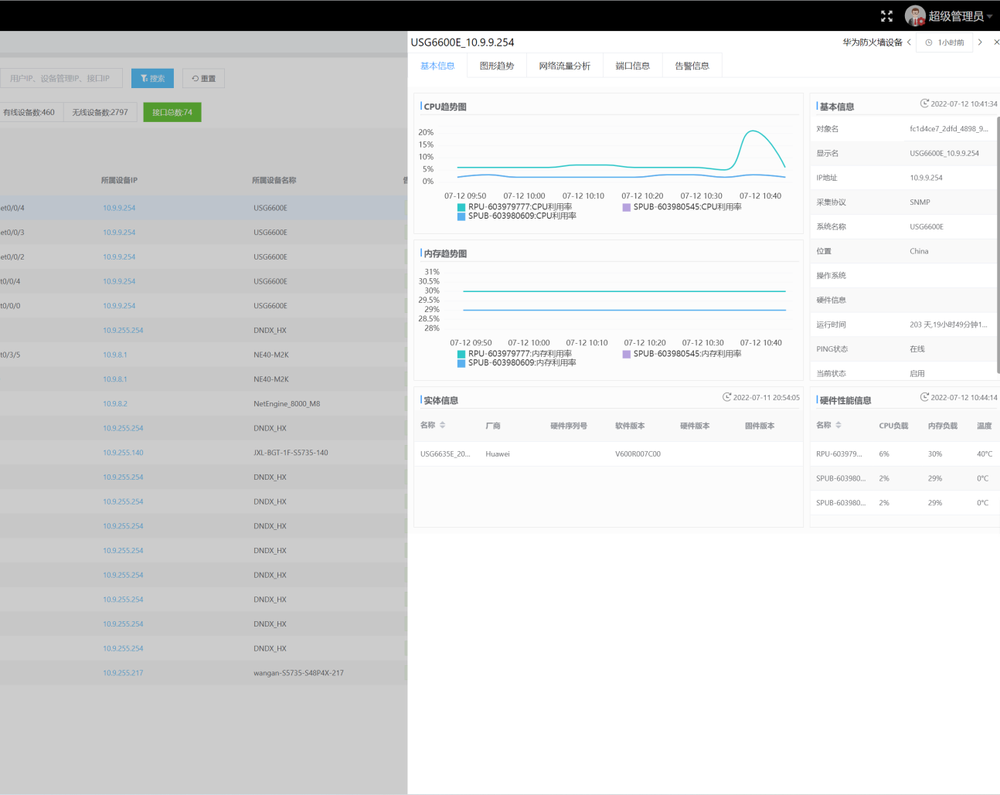 超级管理员
USG6600E_10.9.9.254
华为防火墙设备
1小时前
基本信息 图形趋势 网络流量分析 端口信息 告警信息
用户IP、设备管理IP、接口IP
搜索
重置
有线设备数:460
无线设备数:2797
接口总数:74
所属设备IP 所属设备名称
et0/0/4 10.9.9.254 USG6600E
et0/0/3 10.9.9.254 USG6600E
et0/0/2 10.9.9.254 USG6600E
t0/0/4 10.9.9.254 USG6600E
t0/0/0 10.9.9.254 USG6600E
10.9.255.254 DNDX_HX
t0/3/5 10.9.8.1 NE40-M2K
10.9.8.1 NE40-M2K
10.9.8.2 NetEngine_8000_M8
10.9.255.254 DNDX_HX
10.9.255.140 JXL-BGT-1F-S5735-140
10.9.255.254 DNDX_HX
10.9.255.254 DNDX_HX
10.9.255.254 DNDX_HX
10.9.255.254 DNDX_HX
10.9.255.254 DNDX_HX
10.9.255.254 DNDX_HX
10.9.255.254 DNDX_HX
10.9.255.254 DNDX_HX
10.9.255.217 wangan-S5735-S48P4X-217
CPU趋势图
20%
15%
10%
5%
0%
07-12 09:50 07-12 10:00 07-12 10:10 07-12 10:20 07-12 10:30 07-12 10:40
RPU-603979777:CPU利用率 SPUB-603980545:CPU利用率
SPUB-603980609:CPU利用率
内存趋势图
31%
30.5%
30%
29.5%
29%
28.5%
28%
07-12 09:50 07-12 10:00 07-12 10:10 07-12 10:20 07-12 10:30 07-12 10:40
RPU-603979777:内存利用率 SPUB-603980545:内存利用率
SPUB-603980609:内存利用率
基本信息 2022-07-12 10:41:34
对象名 fc1d4ce7_2dfd_4898_9...
显示名 USG6600E_10.9.9.254
IP地址 10.9.9.254
采集协议 SNMP
系统名称 USG6600E
位置 China
操作系统
硬件信息
运行时间 203 天,19小时49分钟1...
PING状态 在线
当前状态 启用
实体信息 2022-07-11 20:54:05
名称 厂商 硬件序列号 软件版本 硬件版本 固件版本
USG6635E_20... Huawei V600R007C00
硬件性能信息 2022-07-12 10:44:14
名称 CPU负载 内存负载 温度
RPU-603979... 6% 30% 40°C
SPUB-603980... 2% 29% 0°C
SPUB-603980... 2% 29% 0°C